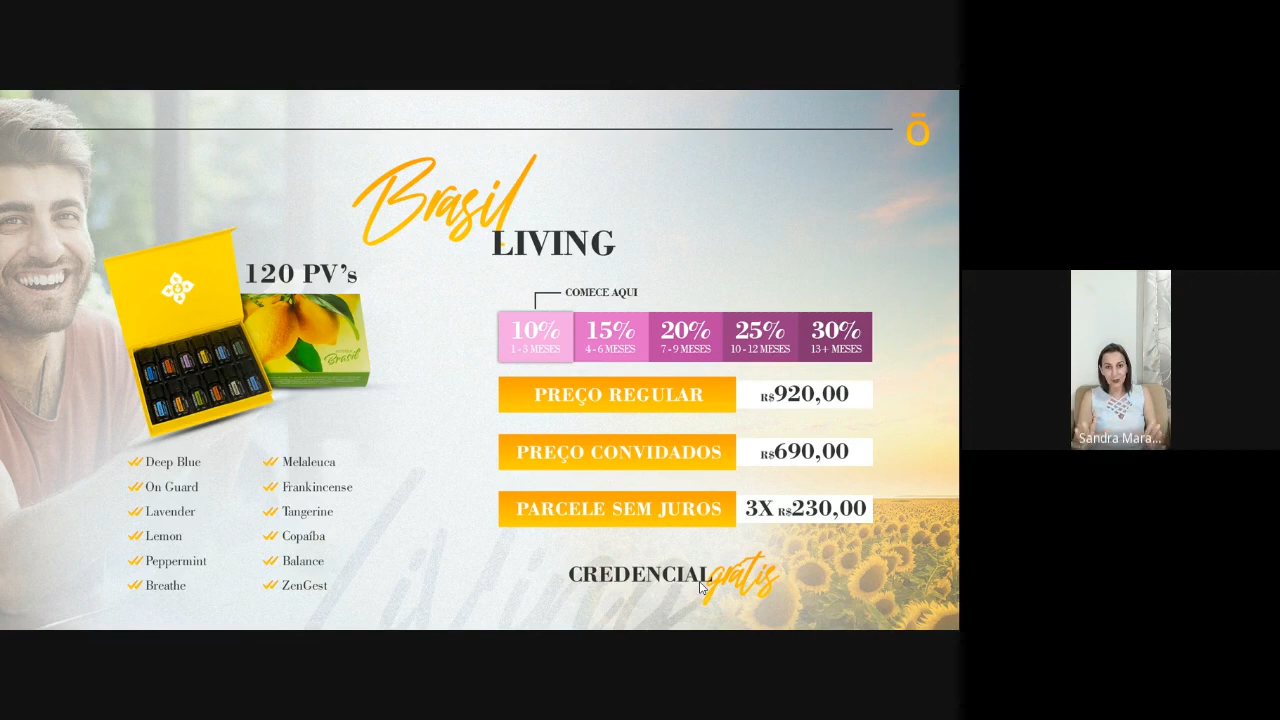 ō
Brasil
LIVING
120 PV's
Brasil
COMECE AQUI
10% 15% 20% 25% 30%
1 - 3 MESES 4 - 6 MESES 7 - 9 MESES 10 - 12 MESES 13+ MESES
PREÇO REGULAR R$920,00
PREÇO CONVIDADOS R$690,00
PARCELE SEM JUROS 3X R$230,00
CREDENCIAL grátis
Deep Blue
On Guard
Lavender
Lemon
Peppermint
Breathe
Melaleuca
Frankincense
Tangerine
Copaíba
Balance
ZenGest
Living
Sandra Mara...